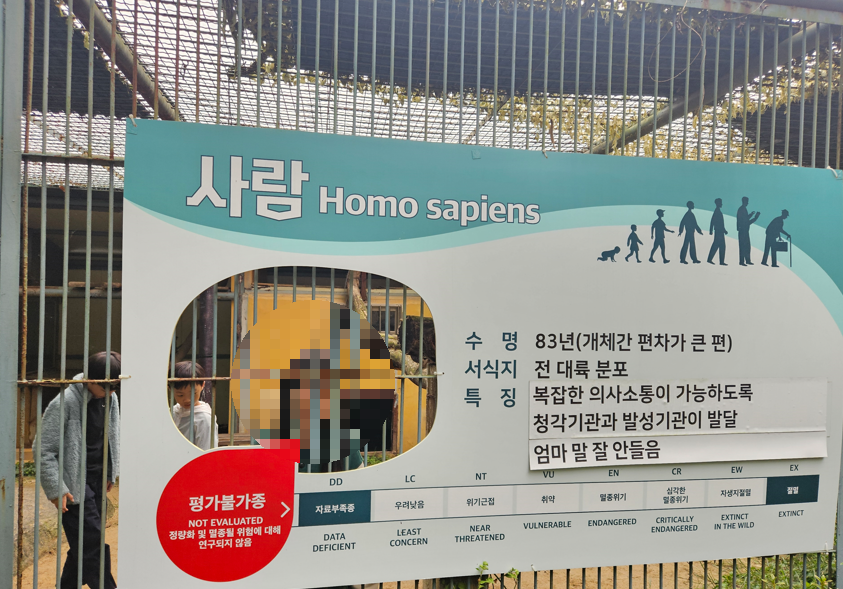 사람 Homo sapiens
수 명 83년(개체간 편차가 큰 편)
서식지 전 대륙 분포
특 징 복잡한 의사소통이 가능하도록
청각기관과 발성기관이 발달
엄마 말 잘 안들음
평가불가종
NOT EVALUATED
정량화 및 멸종될 위험에 대해
연구되지 않음
DD LC NT VU EN CR EW EX
자료부족종 우려낮음 위기근접 취약 멸종위기 심각한 멸종위기 자생지절멸 절멸
DATA DEFICIENT LEAST CONCERN NEAR THREATENED VULNERABLE ENDANGERED CRITICALLY ENDANGERED EXTINCT IN THE WILD EXTINCT